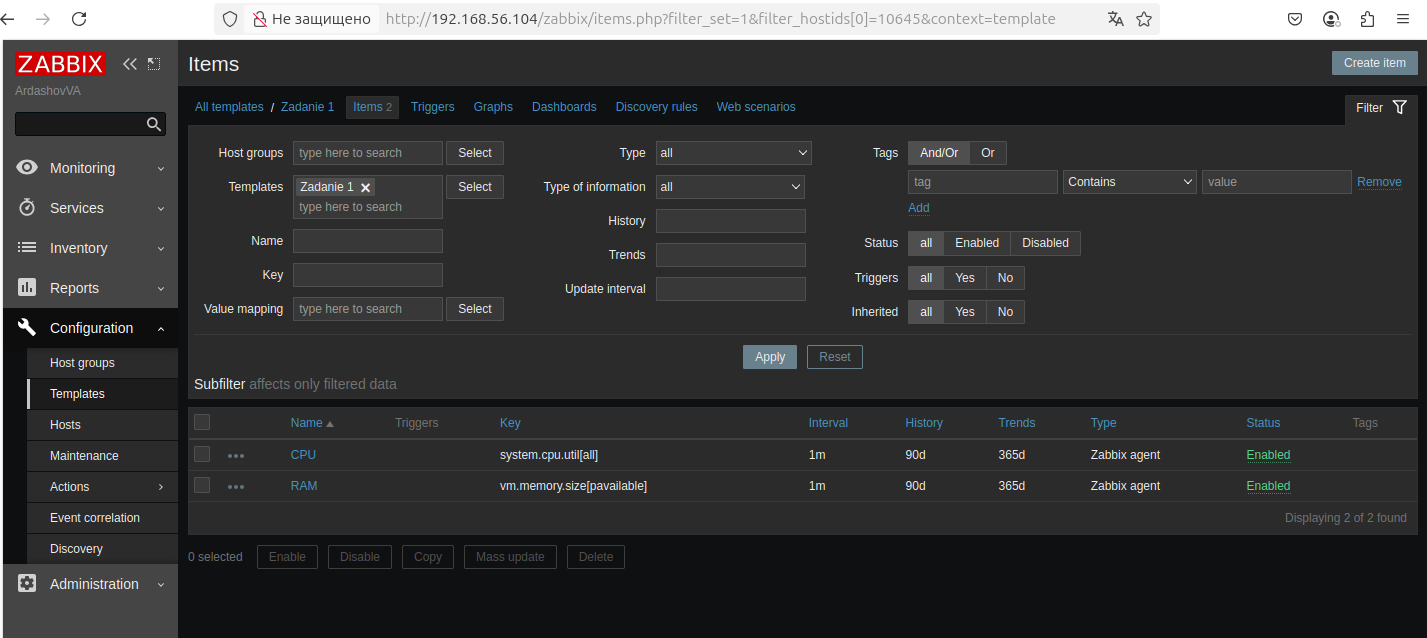 Не защищено http://192.168.56.104/zabbix/items.php?filter_set=1&filter_hostids[0]=10645&context=template
ZABBIX
ArdashovVA
Monitoring
Services
Inventory
Reports
Configuration
Host groups
Templates
Hosts
Maintenance
Actions
Event correlation
Discovery
Administration
Items Create item
All templates / Zadanie 1 Items 2 Triggers Graphs Dashboards Discovery rules Web scenarios Filter
Host groups type here to search Select Type all Tags And/Or Or
Templates Zadanie 1 Select Type of information all tag Contains value Remove
type here to search Add
History
Name Status all Enabled Disabled
Trends
Key Triggers all Yes No
Update interval
Value mapping type here to search Select Inherited all Yes No
Apply Reset
Subfilter affects only filtered data
Name Triggers Key Interval History Trends Type Status Tags
CPU system.cpu.util[all] 1m 90d 365d Zabbix agent Enabled
RAM vm.memory.size[pavailable] 1m 90d 365d Zabbix agent Enabled
Displaying 2 of 2 found
0 selected Enable Disable Copy Mass update Delete